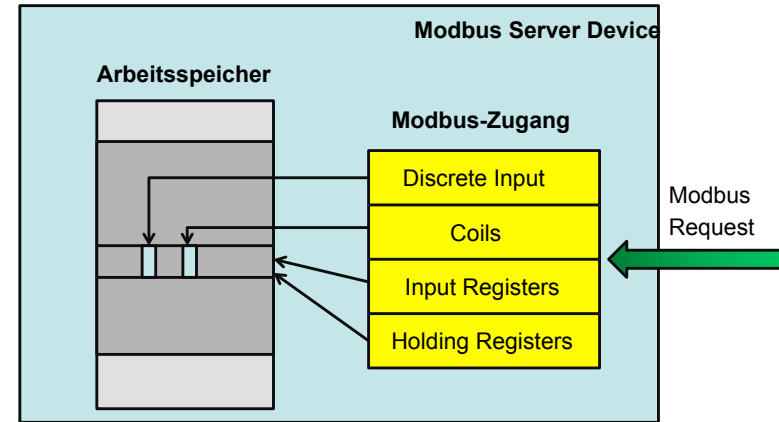 Modbus Server Device
Arbeitsspeicher
Modbus-Zugang
Discrete Input
Coils
Input Registers
Holding Registers
Modbus
Request